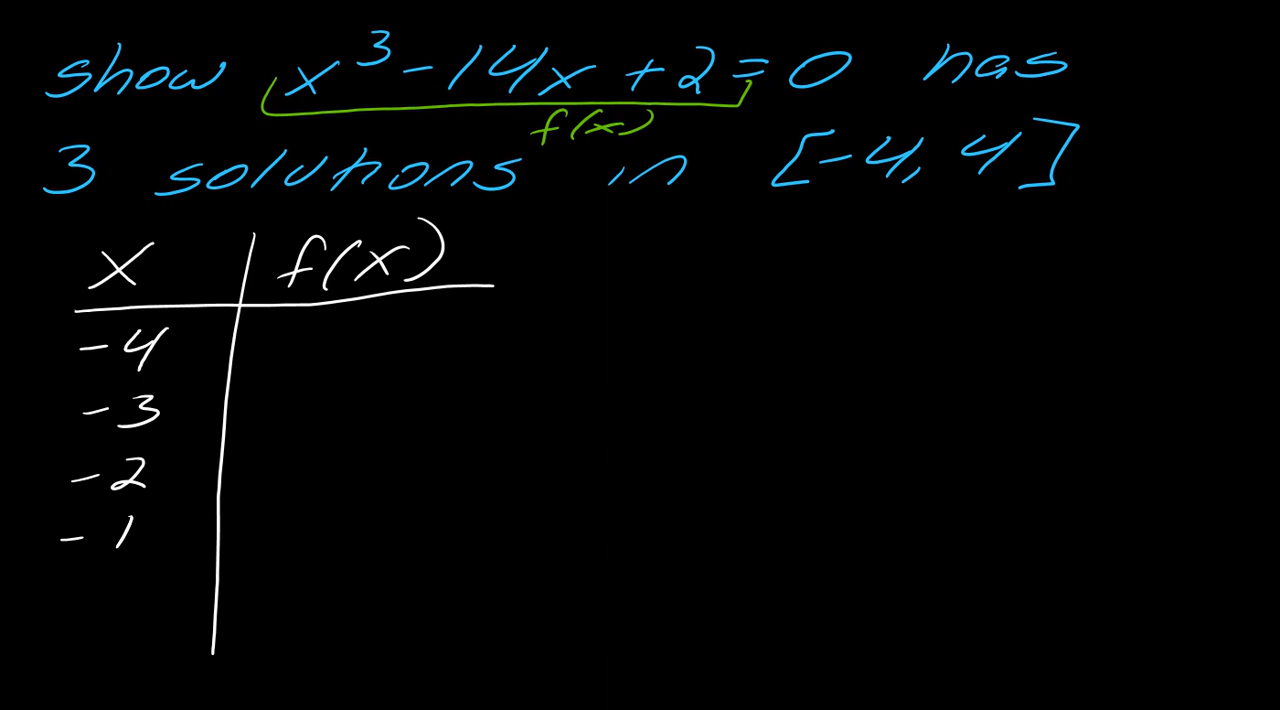 show x³-14x+2=0 has
f(x)
3 solutions in [-4,4]
x f(x)
-4
-3
-2
-1